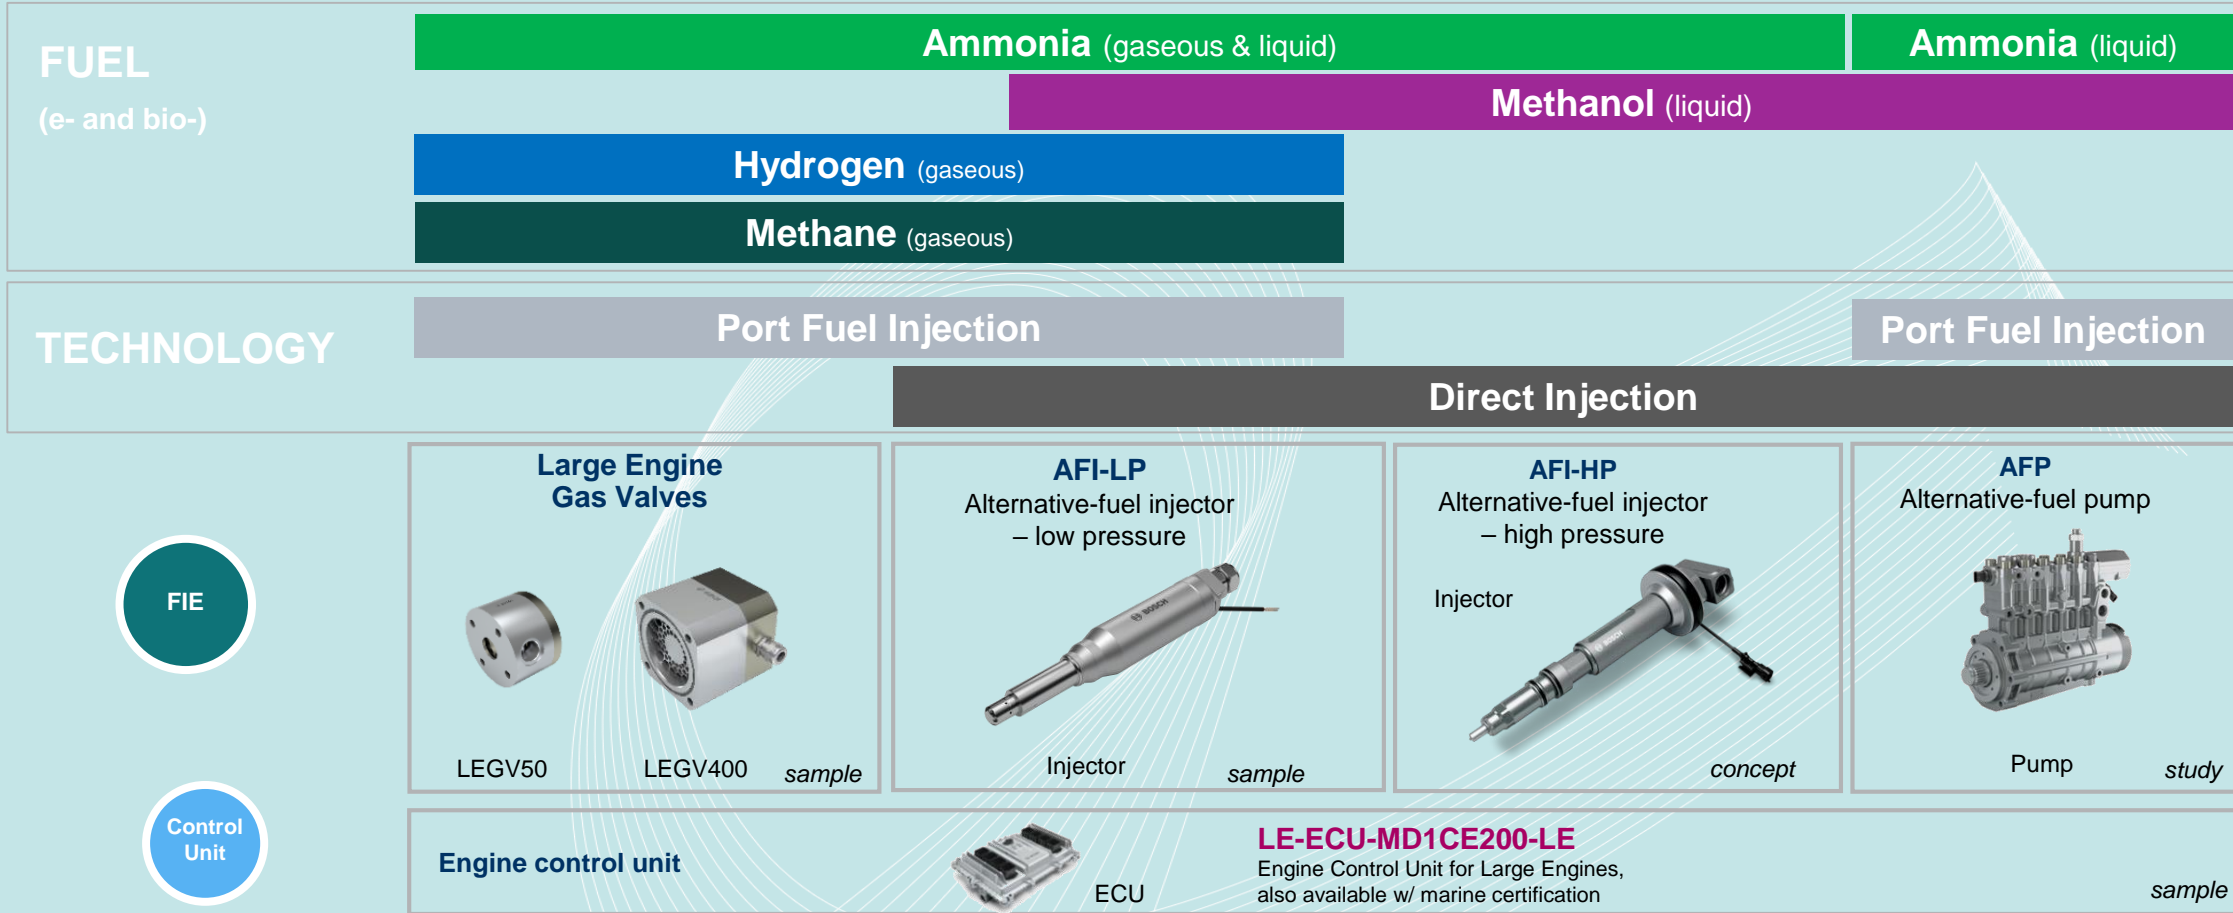 FUEL
(e- and bio-)
Ammonia (gaseous & liquid)
Ammonia (liquid)
Methanol (liquid)
Hydrogen (gaseous)
Methane (gaseous)
TECHNOLOGY
Port Fuel Injection
Port Fuel Injection
Direct Injection
FIE
Large Engine
Gas Valves
LEGV50
LEGV400
sample
AFI-LP
Alternative-fuel injector
– low pressure
BOSCH
Injector
sample
AFI-HP
Alternative-fuel injector
– high pressure
Injector
BOSCH
concept
AFP
Alternative-fuel pump
Pump
study
Control
Unit
Engine control unit
ECU
LE-ECU-MD1CE200-LE
Engine Control Unit for Large Engines,
also available w/ marine certification
sample